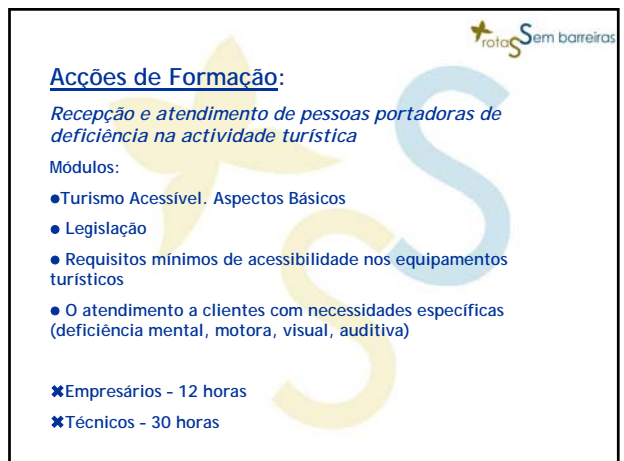 rotas Sem barreiras
Acções de Formação:
Recepção e atendimento de pessoas portadoras de
deficiência na actividade turística
Módulos:
●Turismo Acessível. Aspectos Básicos
● Legislação
● Requisitos mínimos de acessibilidade nos equipamentos
turísticos
● O atendimento a clientes com necessidades específicas
(deficiência mental, motora, visual, auditiva)
✖Empresários - 12 horas
✖Técnicos - 30 horas